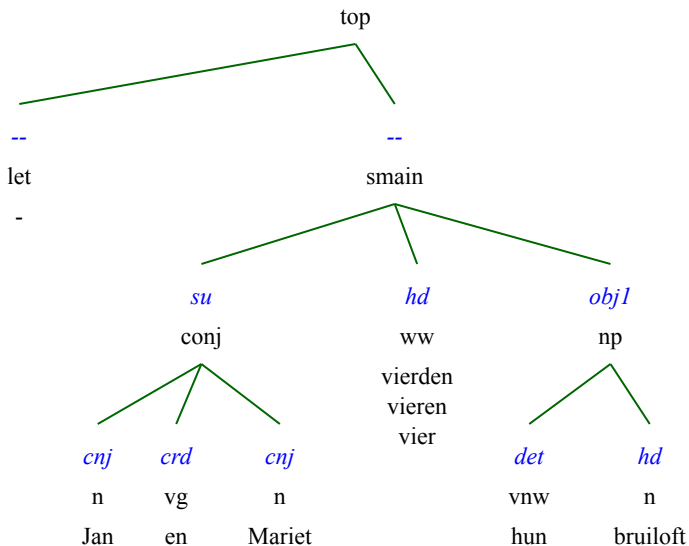 top
-- --
let smain
-
su hd obj1
conj ww np
vierden
vieren
vier
cnj crd cnj det hd
n vg n vnw n
Jan en Mariet hun bruiloft